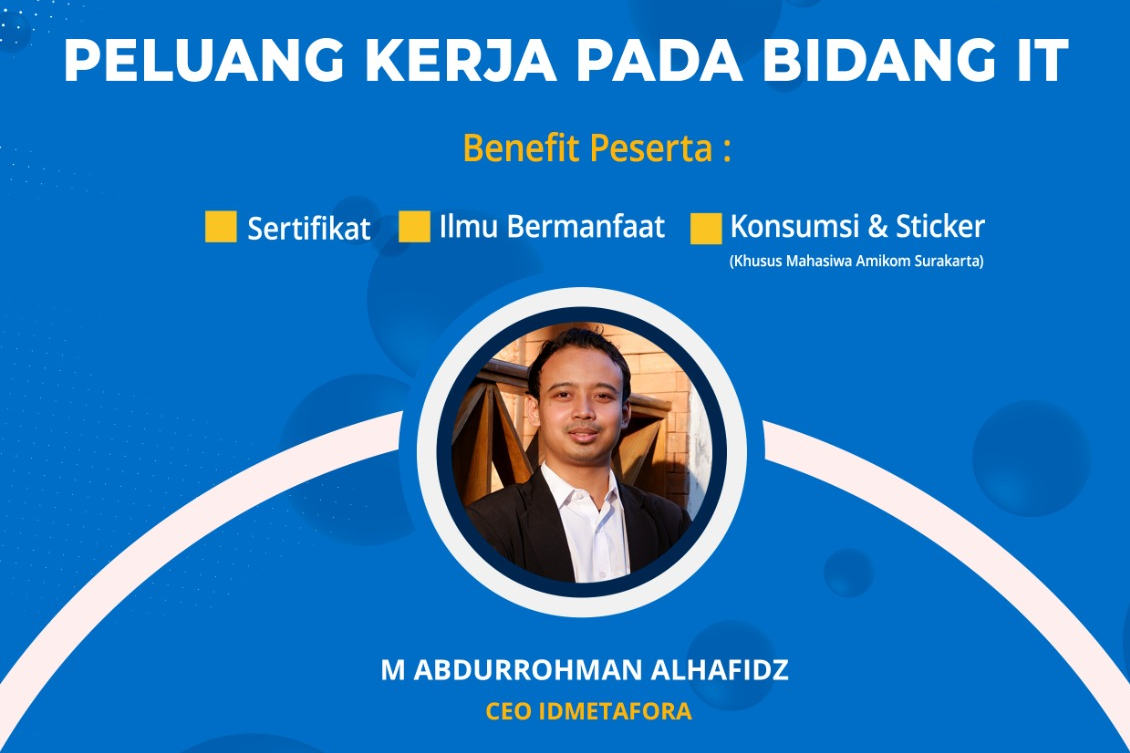 PELUANG KERJA PADA BIDANG IT
Benefit Peserta :
Sertifikat Ilmu Bermanfaat Konsumsi & Sticker
(Khusus Mahasiwa Amikom Surakarta)
M ABDURROHMAN ALHAFIDZ
CEO IDMETAFORA